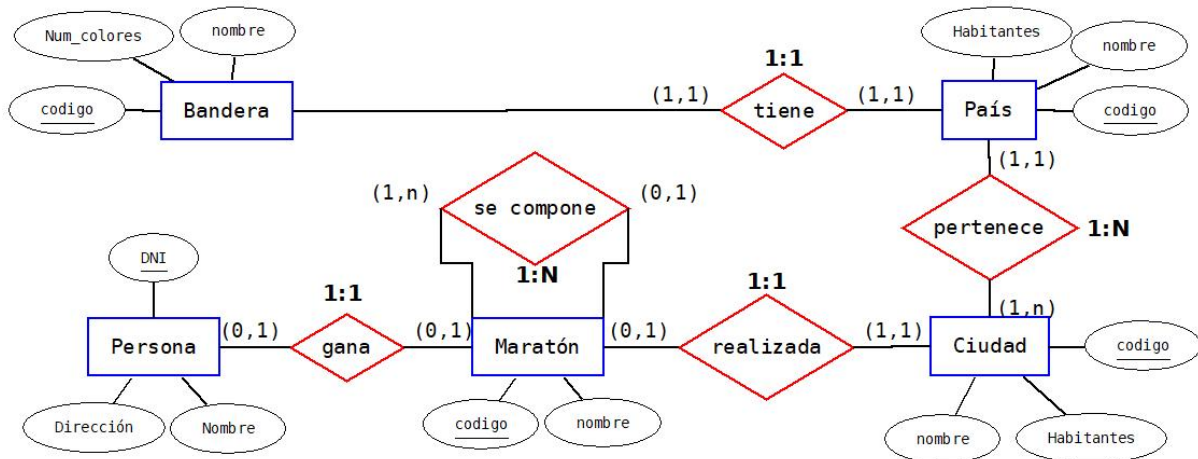 Num_colores
nombre
codigo
Bandera
(1,1)
1:1
tiene
(1,1)
Habitantes
nombre
País
codigo
(1,1)
pertenece
1:N
(1,n)
(1,n)
se compone
(0,1)
1:N
DNI
Persona
(0,1)
1:1
gana
(0,1)
Maratón
(0,1)
1:1
realizada
(1,1)
Ciudad
codigo
Dirección
Nombre
codigo
nombre
nombre
Habitantes